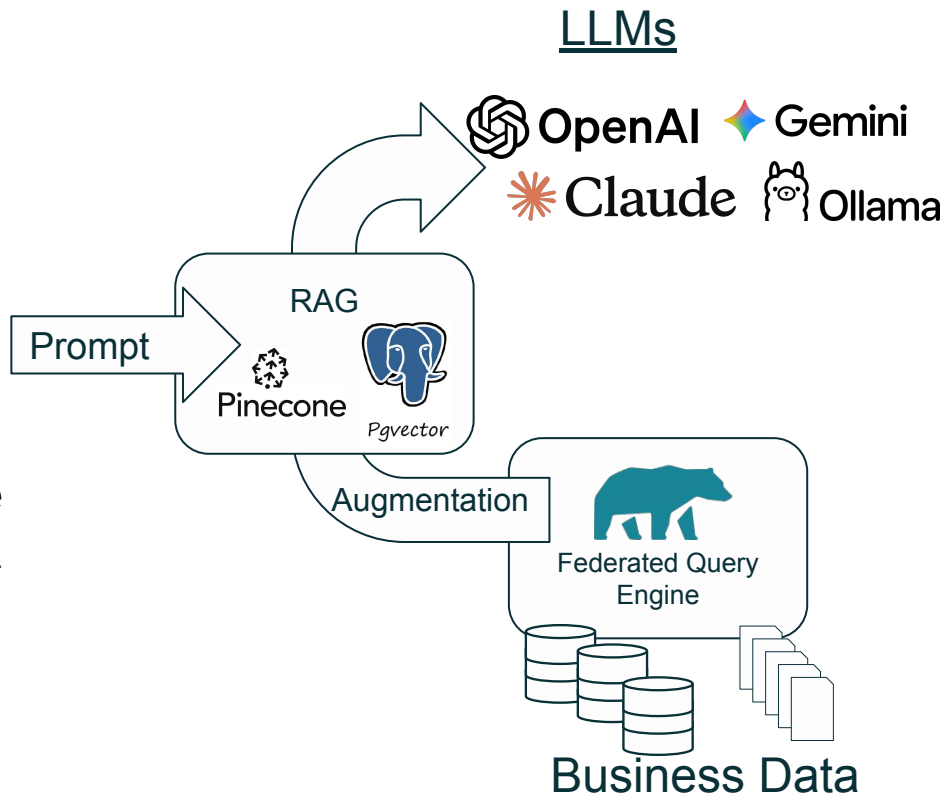 LLMs
OpenAI Gemini
Claude Ollama
RAG
Prompt
Pinecone
Pgvector
Augmentation
Federated Query
Engine
Business Data